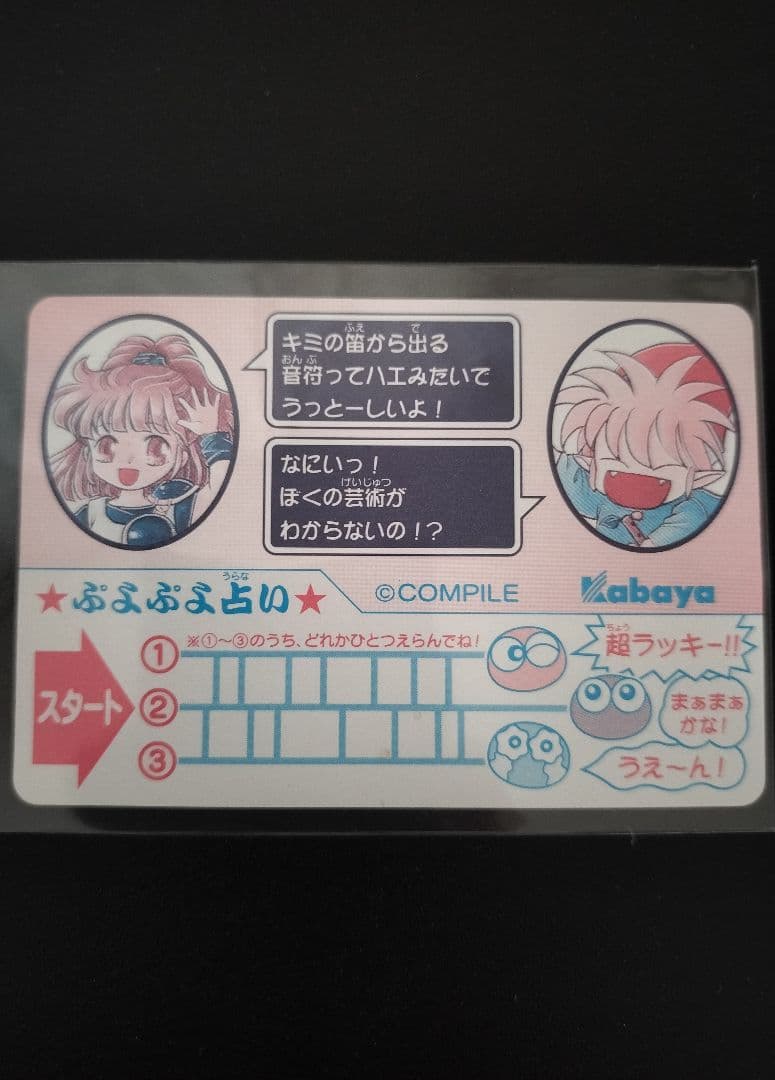 キミの笛から出る
音符ってハエみたいで
うっとーしいよ！
なにいっ！
ぼくの芸術が
わからないの！？
★ぷよぷよ占い★
©COMPILE
Kabaya
※①〜③のうち、どれかひとつえらんでね！
スタート
①
②
③
超ラッキー!!
まぁまぁ
かな！
うえ〜ん！